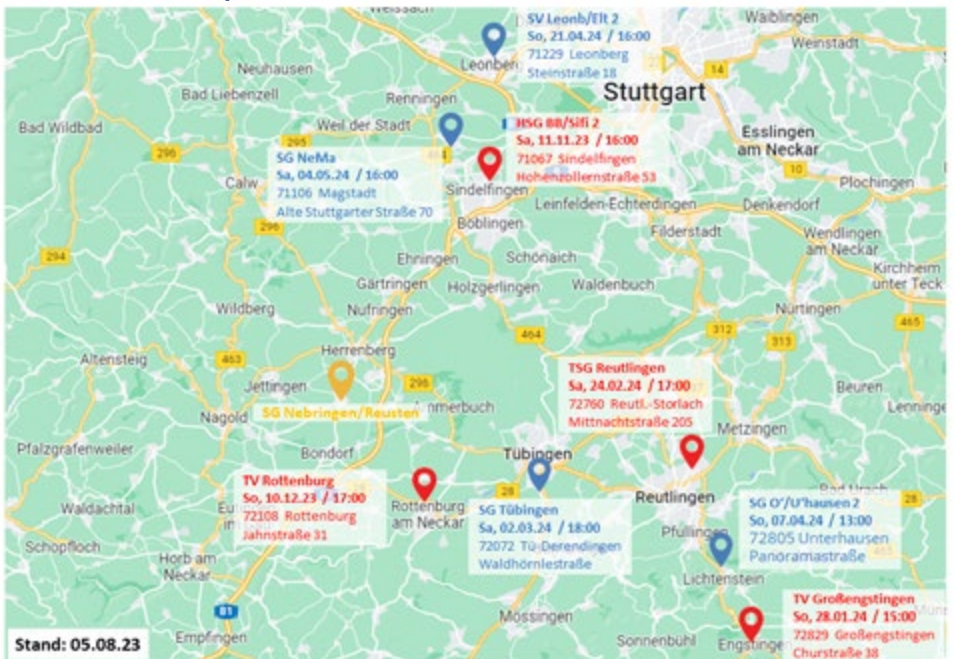 Weissach
SV Leonb/Elt 2
So, 21.04.24 / 16:00
71229 Leonberg
Steinstraße 18
Waiblingen
Weinstadt
Neuhausen
Leonberg
14
Bad Liebenzell
Renningen
Stuttgart
Bad Wildbad
Weil der Stadt
295
296
HSG BB/Sifi 2
Sa, 11.11.23 / 16:00
71067 Sindelfingen
Hohenzollernstraße 53
Esslingen
am Neckar
SG NeMa
Sa, 04.05.24 / 16:00
71106 Magstadt
Alte Stuttgarter Straße 70
464
10
Calw
Sindelfingen
Plochingen
Leinfelden-Echterdingen
Denkendorf
Böblingen
296
Filderstadt
Wendlingen
am Neckar
294
Ehningen
Schönaich
Kirchheim
unter Teck
Gärtringen
Holzgerlingen
Waldenbuch
Wildberg
Nufringen
Nürtingen
465
464
312
313
Altensteig
463
Herrenberg
TSG Reutlingen
Sa, 24.02.24 / 17:00
72760 Reutl.-Storlach
Mittnachtstraße 205
Jettingen
296
Beuren
SG Nebringen/Reusten
mmerbuch
Lenninge
Nagold
Metzingen
Pfalzgrafenweiler
Bondorf
Tübingen
TV Rottenburg
So, 10.12.23 / 17:00
72108 Rottenburg
Jahnstraße 31
28
Reutlingen
Bad Urach
28
Waldachtal
Rottenburg
am Neckar
SG Tübingen
Sa, 02.03.24 / 18:00
72072 Tü-Derendingen
Waldhörnlestraße
SG O'/U'hausen 2
So, 07.04.24 / 13:00
72805 Unterhausen
Panoramastraße
Pfullingen
465
Schopfloch
Horb am
Neckar
Lichtenstein
81
Mössingen
TV Großengstingen
So, 28.01.24 / 15:00
72829 Großengstingen
Churstraße 38
Empfingen
Sonnenbühl
Engstingen
Stand: 05.08.23